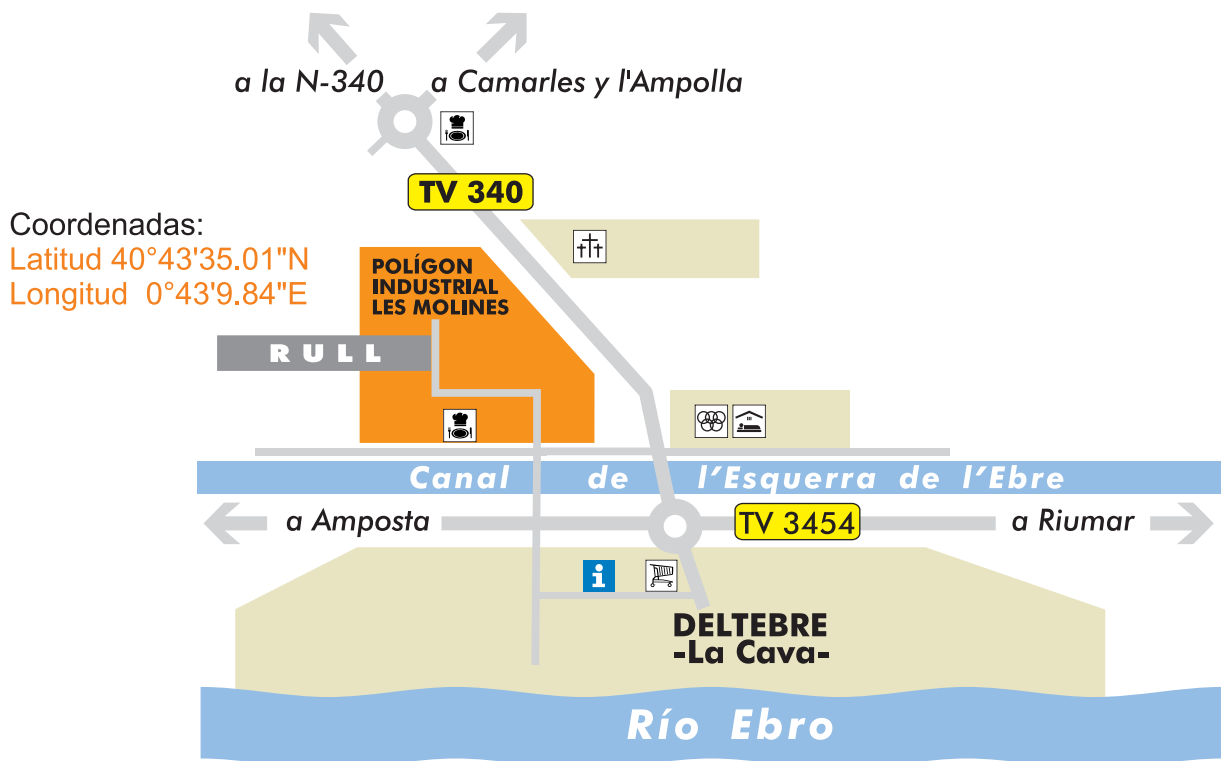 a la N-340
a Camarles y l'Ampolla
TV 340
Coordenadas:
Latitud 40°43'35.01"N
Longitud 0°43'9.84"E
POLÍGON
INDUSTRIAL
LES MOLINES
RULL
Canal de l'Esquerra de l'Ebre
a Amposta
TV 3454
a Riumar
i
DELTEBRE
-La Cava-
Río Ebro